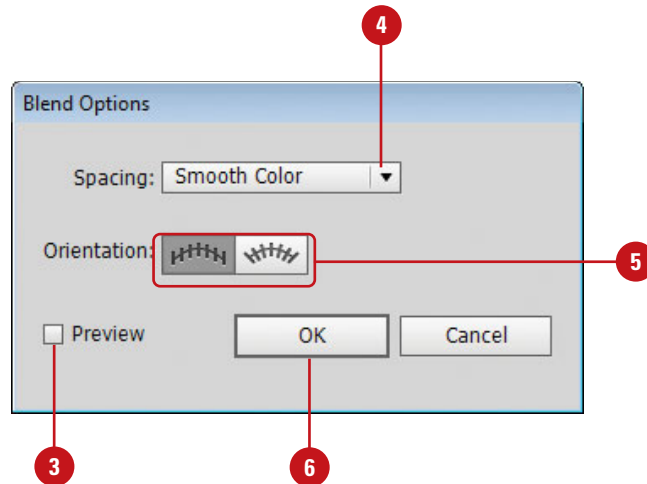 4
Blend Options
Spacing: Smooth Color
Orientation:
5
Preview OK Cancel
3 6